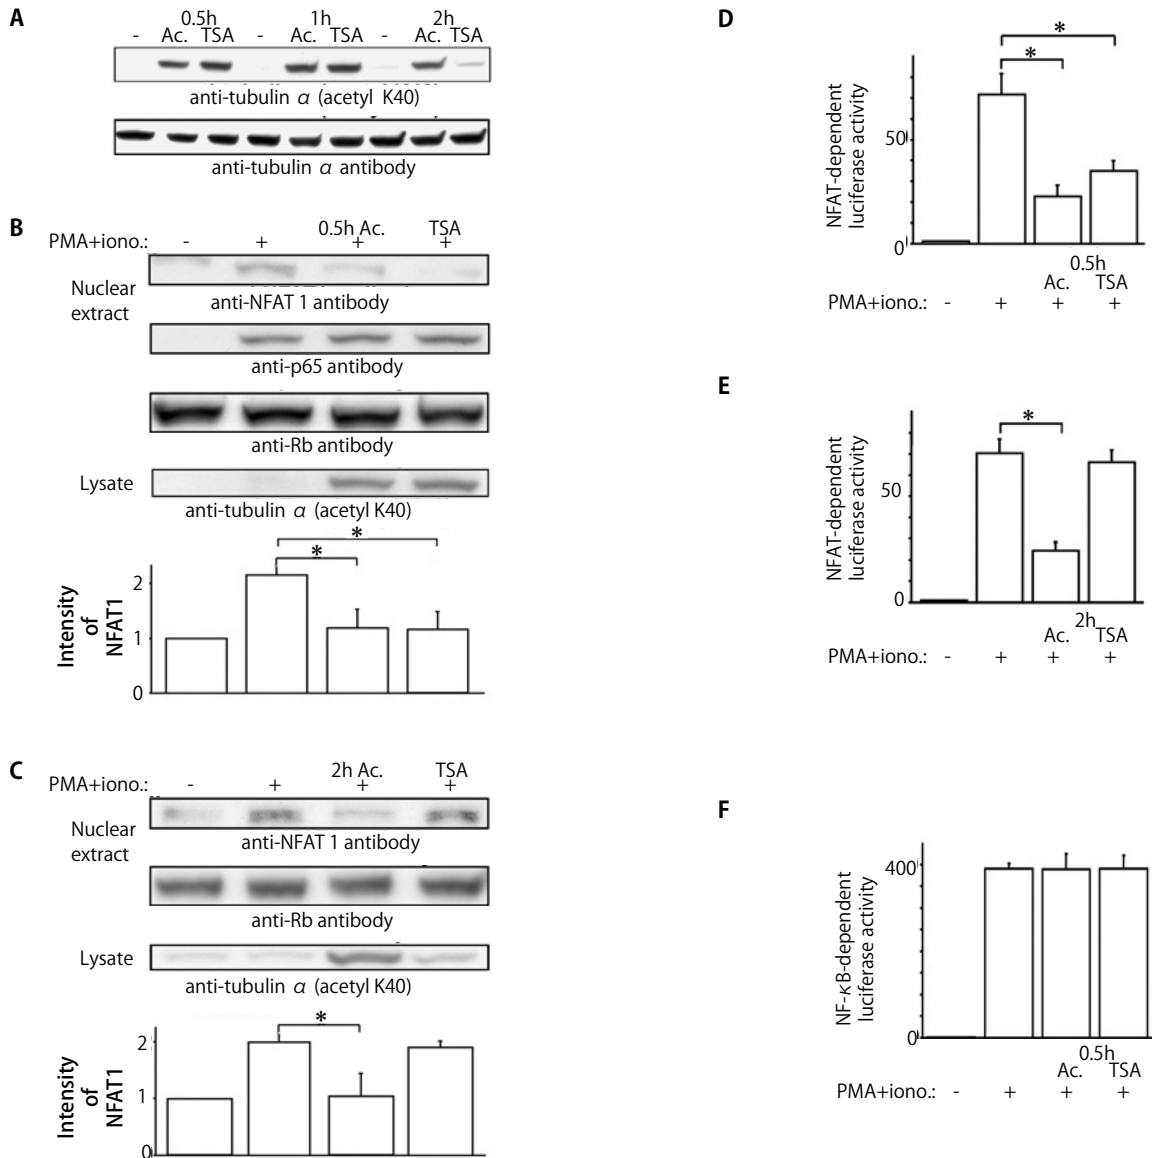 A
0.5h 1h 2h
- Ac. TSA - Ac. TSA - Ac. TSA
anti-tubulin α (acetyl K40)
anti-tubulin α antibody
B
0.5h Ac. TSA
PMA+iono.: - + + +
Nuclear
extract
anti-NFAT 1 antibody
anti-p65 antibody
anti-Rb antibody
Lysate
anti-tubulin α (acetyl K40)
* 
*
Intensity
of
NFAT1
2
1
0
C
2h Ac. TSA
PMA+iono.: - + + +
Nuclear
extract
anti-NFAT 1 antibody
anti-Rb antibody
Lysate
anti-tubulin α (acetyl K40)
*
Intensity
of
NFAT1
2
1
0
D
*
*
NFAT-dependent
luciferase activity
50
0
0.5h
Ac. TSA
PMA+iono.: - + + +
E
*
NFAT-dependent
luciferase activity
50
0
2h
Ac. TSA
PMA+iono.: - + + +
F
NF-κB-dependent
luciferase activity
400
0
0.5h
Ac. TSA
PMA+iono.: - + + +